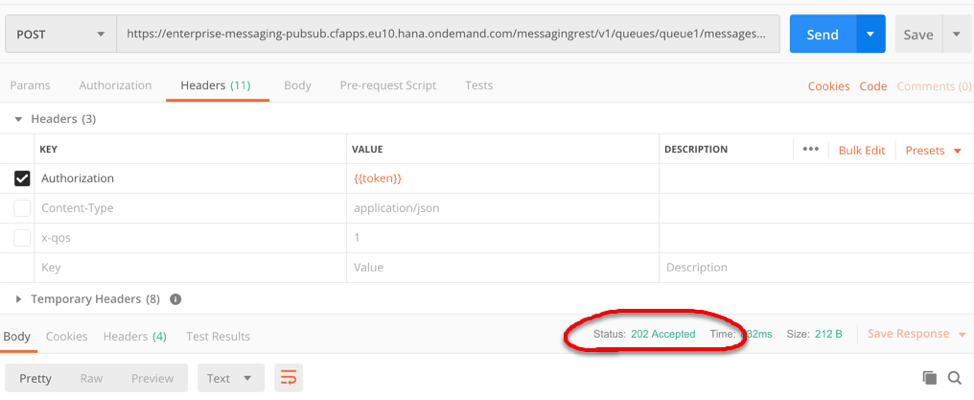 POST https://enterprise-messaging-pubsub.cfapps.eu10.hana.ondemand.com/messagingrest/v1/queues/queue1/messages... Send Save
Params Authorization Headers (11) Body Pre-request Script Tests Cookies Code Comments (0)
Headers (3)
KEY VALUE DESCRIPTION ••• Bulk Edit Presets
Authorization {{token}}
Content-Type application/json
x-qos 1
Key Value Description
Temporary Headers (8) i
Body Cookies Headers (4) Test Results Status: 202 Accepted Time: 32ms Size: 212 B Save Response
Pretty Raw Preview Text